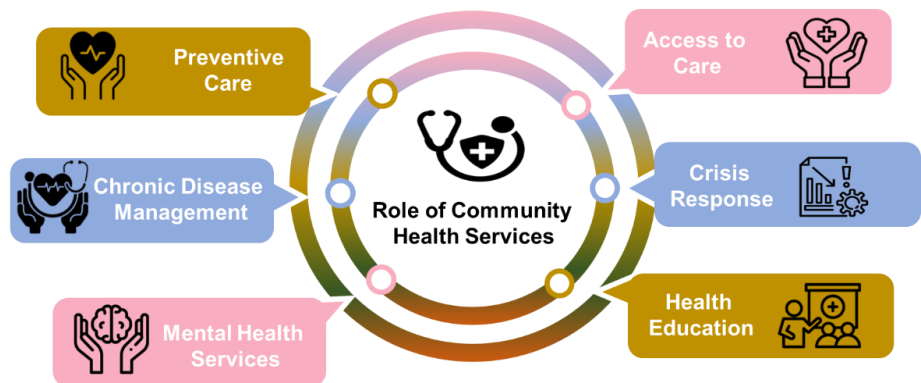 Preventive
Care
Access to
Care
Chronic Disease
Management
Role of Community
Health Services
Crisis
Response
Mental Health
Services
Health
Education